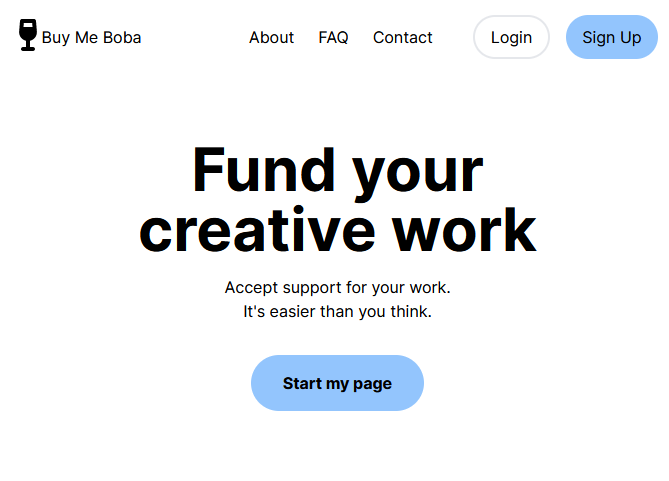 Buy Me Boba About FAQ Contact Login Sign Up
Fund your
creative work
Accept support for your work.
It's easier than you think.
Start my page